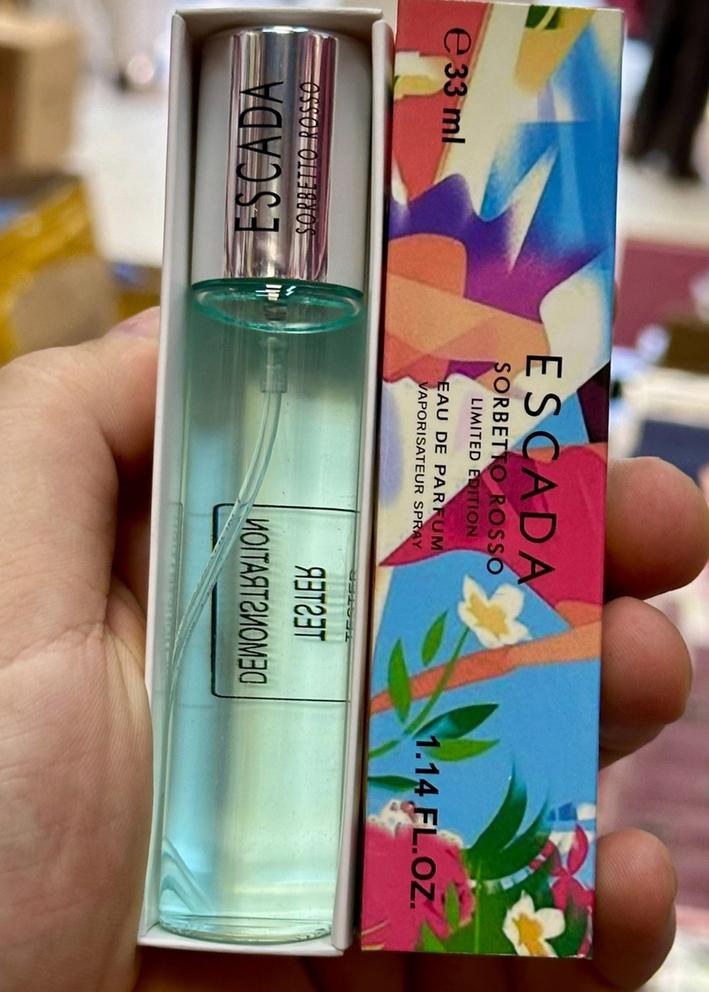 ESCADA
SORBETTO ROSSO
TESTER
DEMONSTRATION
e 33 ml
ESCADA
SORBETTO ROSSO
LIMITED EDITION
EAU DE PARFUM
VAPORISATEUR SPRAY
1.14 FL.OZ.